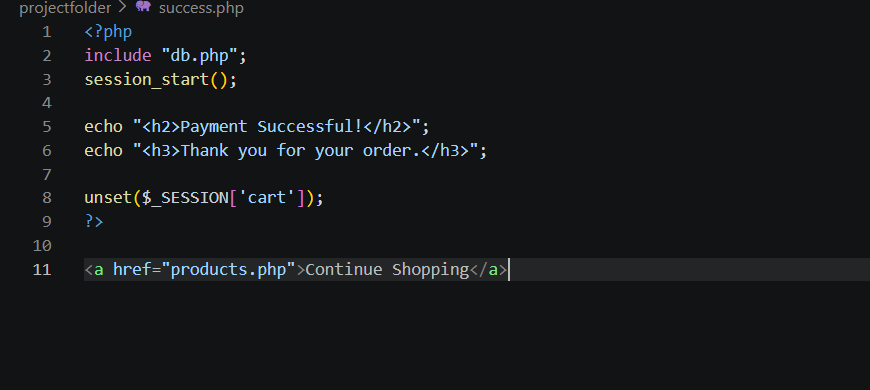 projectfolder > success.php
1 <?php
2 include "db.php";
3 session_start();
4
5 echo "<h2>Payment Successful!</h2>";
6 echo "<h3>Thank you for your order.</h3>";
7
8 unset($_SESSION['cart']);
9 ?>
10
11 <a href="products.php">Continue Shopping</a>